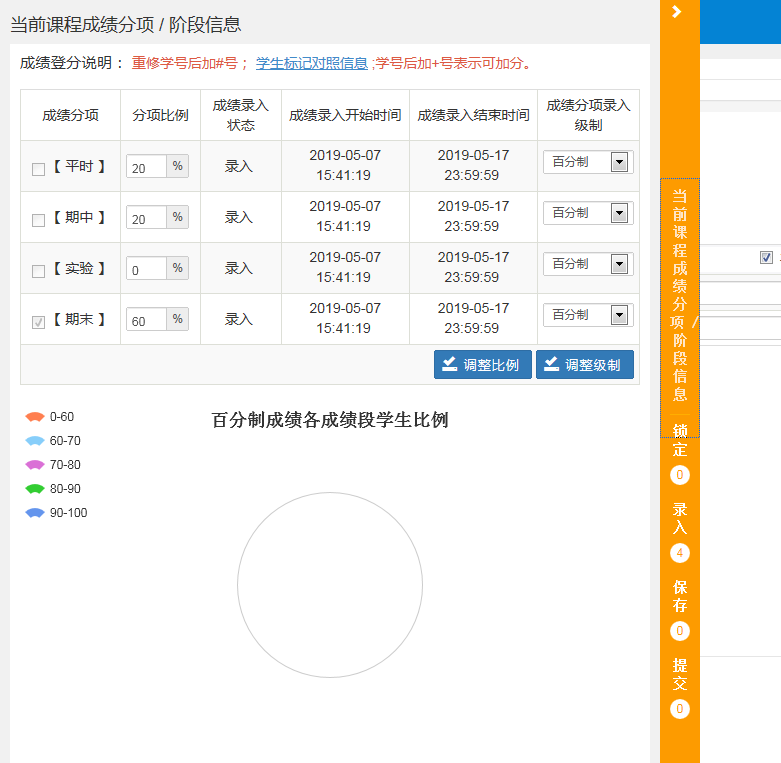 当前课程成绩分项 / 阶段信息
成绩登分说明： 重修学号后加#号； 学生标记对照信息 ;学号后加+号表示可加分。
成绩分项 分项比例 成绩录入状态 成绩录入开始时间 成绩录入结束时间 成绩分项录入级制
【 平时 】 20 % 录入 2019-05-07 15:41:19 2019-05-17 23:59:59 百分制
【 期中 】 20 % 录入 2019-05-07 15:41:19 2019-05-17 23:59:59 百分制
【 实验 】 0 % 录入 2019-05-07 15:41:19 2019-05-17 23:59:59 百分制
【 期末 】 60 % 录入 2019-05-07 15:41:19 2019-05-17 23:59:59 百分制
调整比例 调整级制
百分制成绩各成绩段学生比例
0-60
60-70
70-80
80-90
90-100
当前课程成绩分项 / 阶段信息
锁定
0
录入
4
保存
0
提交
0